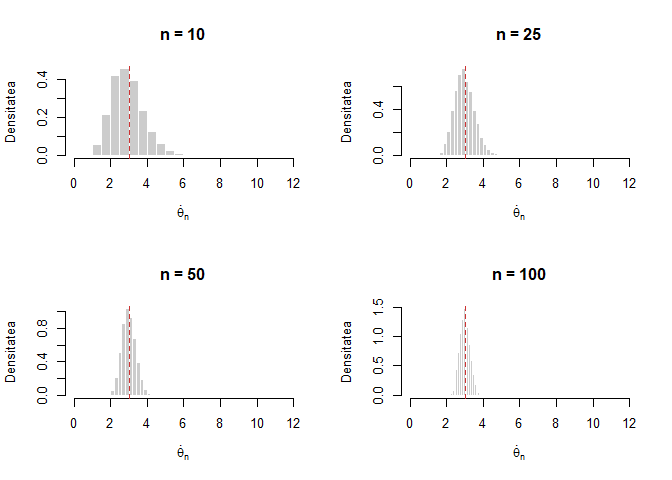 n = 10
Densitatea
0.0 0.2 0.4
0 2 4 6 8 10 12
θ̇n
n = 25
Densitatea
0.0 0.4
0 2 4 6 8 10 12
θ̇n
n = 50
Densitatea
0.0 0.4 0.8
0 2 4 6 8 10 12
θ̇n
n = 100
Densitatea
0.0 0.5 1.0 1.5
0 2 4 6 8 10 12
θ̇n